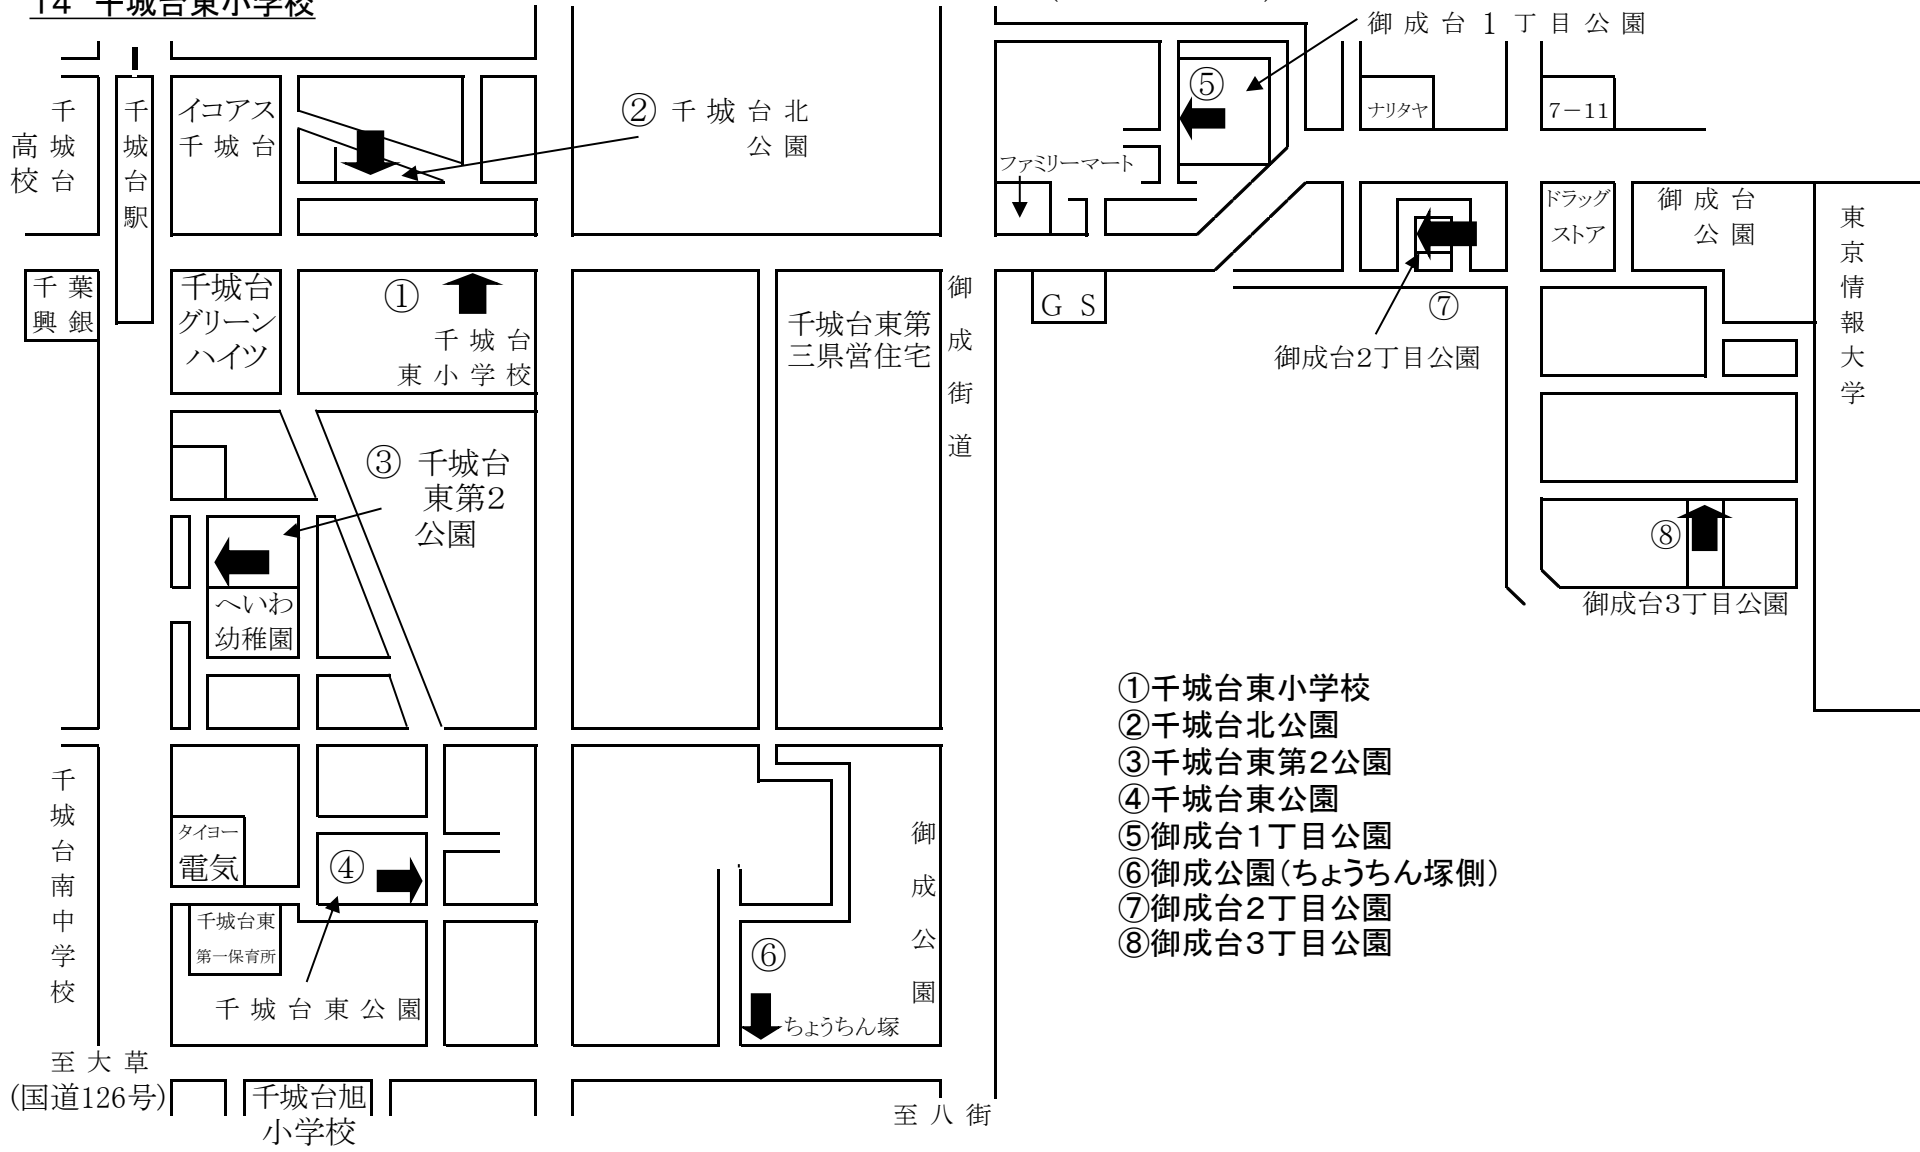 14 千城台東小学校
御成台１丁目公園
千城台
高校
千城台駅
イコアス
千城台
②千城台北
公園
⑤
ナリタヤ
7－11
ファミリーマート
ドラッグ
ストア
御成台
公園
東京情報大学
千葉
興銀
千城台
グリーン
ハイツ
①
千城台
東小学校
千城台東第
三県営住宅
御成街道
ＧＳ
⑦
御成台２丁目公園
③千城台
東第２
公園
へいわ
幼稚園
⑧
御成台３丁目公園
①千城台東小学校
②千城台北公園
③千城台東第２公園
④千城台東公園
⑤御成台１丁目公園
⑥御成公園（ちょうちん塚側）
⑦御成台２丁目公園
⑧御成台３丁目公園
千城台南中学校
タイヨー
電気
④
御成公園
千城台東
第一保育所
⑥
千城台東公園
ちょうちん塚
至大草
(国道126号)
千城台旭
小学校
至八街